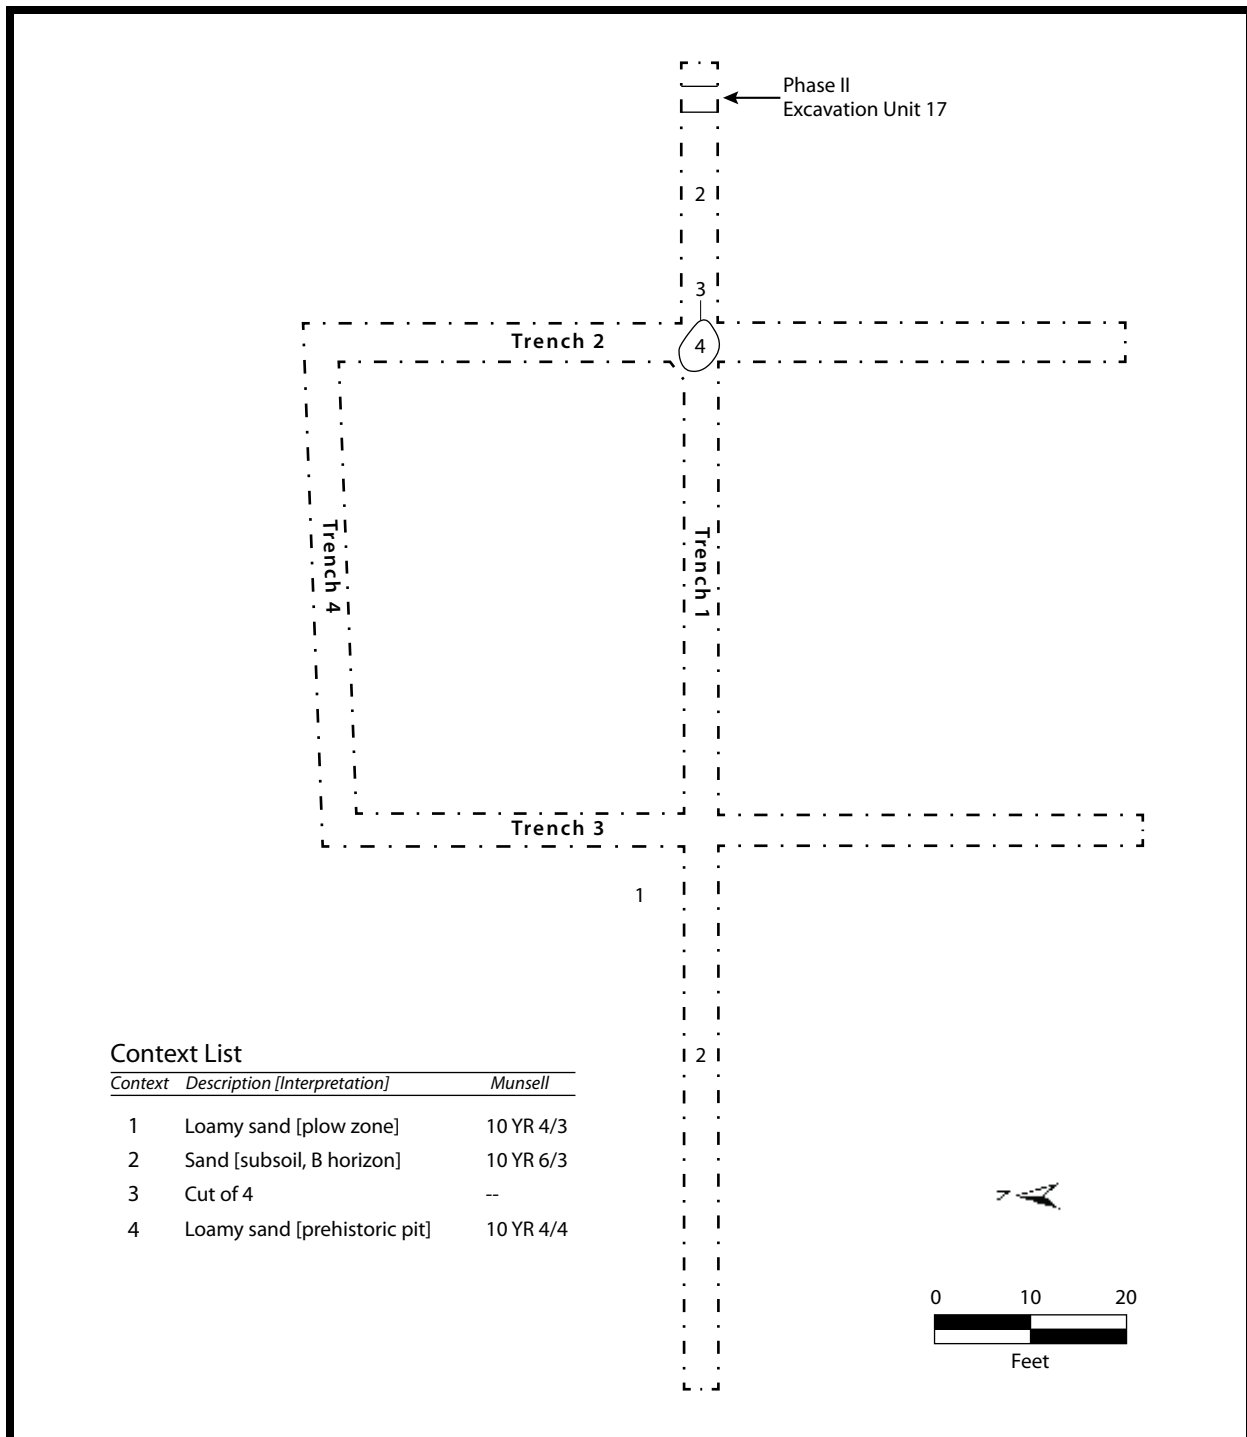 Phase II
Excavation Unit 17
2
3
Trench 2
4
Trench 4
Trench 1
Trench 3
1
2
Context List
Context Description [Interpretation] Munsell
1 Loamy sand [plow zone] 10 YR 4/3
2 Sand [subsoil, B horizon] 10 YR 6/3
3 Cut of 4 --
4 Loamy sand [prehistoric pit] 10 YR 4/4
0 10 20
Feet